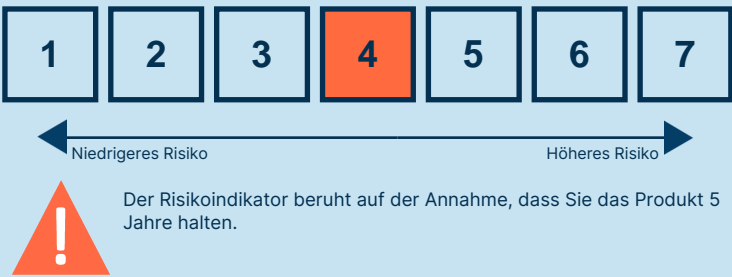 1 2 3 4 5 6 7
Niedrigeres Risiko Höheres Risiko
Der Risikoindikator beruht auf der Annahme, dass Sie das Produkt 5
Jahre halten.
!